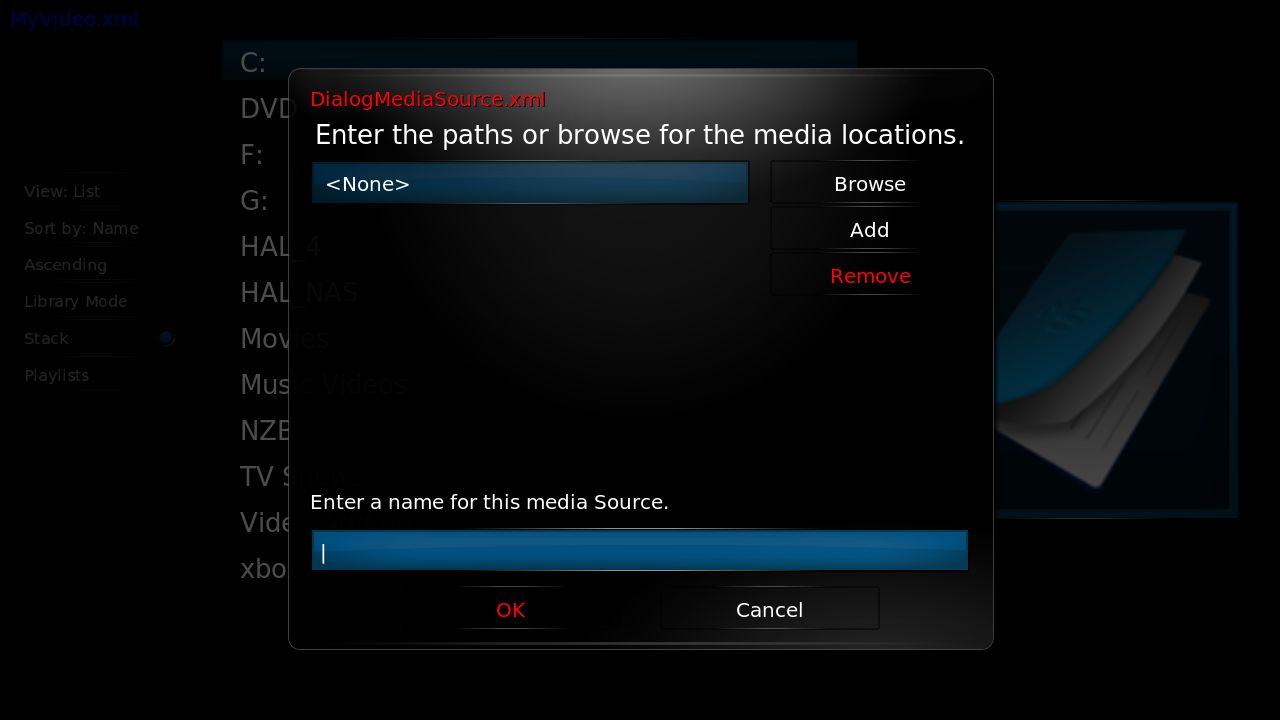 MyVideo.xml
C:
DVD
F:
G:
HAL_4
HAL_NAS
Movies
Music Videos
NZB
TV Shows
xbo
View: List
Sort by: Name
Ascending
Library Mode
Stack
Playlists
DialogMediaSource.xml
Enter the paths or browse for the media locations.
<None>
Browse
Add
Remove
Enter a name for this media Source.
OK
Cancel